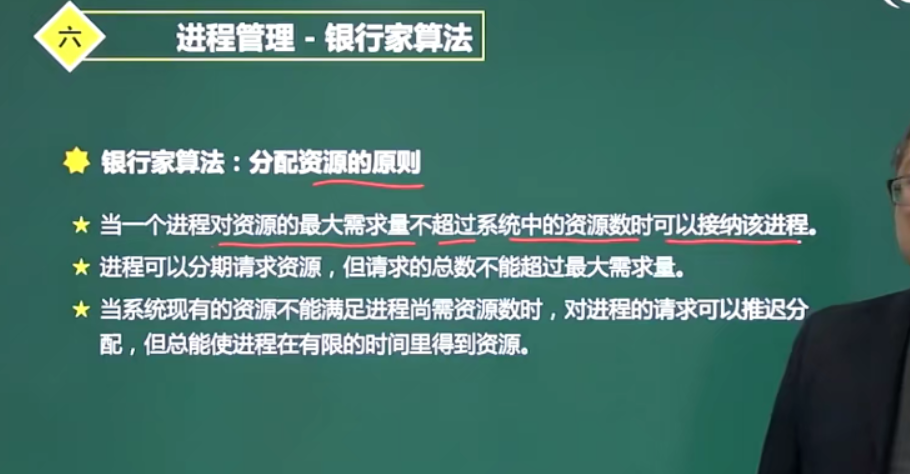 六
进程管理 - 银行家算法
银行家算法：分配资源的原则
当一个进程对资源的最大需求量不超过系统中的资源数时可以接纳该进程。
进程可以分期请求资源，但请求的总数不能超过最大需求量。
当系统现有的资源不能满足进程尚需资源数时，对进程的请求可以推迟分
配，但总能使进程在有限的时间里得到资源。